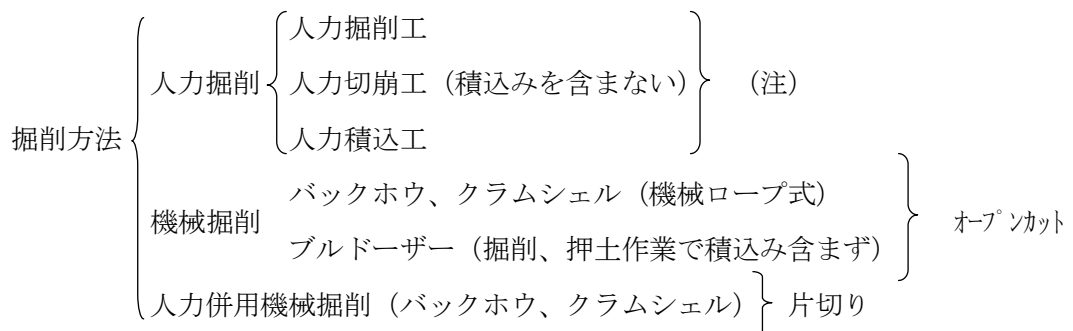 人力掘削工
人力掘削 人力切崩工（積込みを含まない） （注）
掘削方法 人力積込工
バックホウ、クラムシェル（機械ロープ式）
機械掘削 オープンカット
ブルドーザー（掘削、押土作業で積込み含まず）
人力併用機械掘削（バックホウ、クラムシェル） 片切り